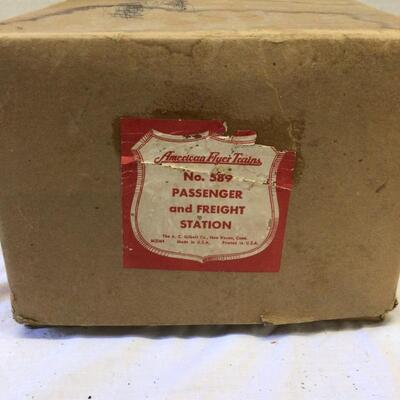 American Flyer Trains
No. 589
PASSENGER
and FREIGHT
STATION
The A. C. Gilbert Co., New Haven, Conn.
Made in U.S.A. Printed in U.S.A.